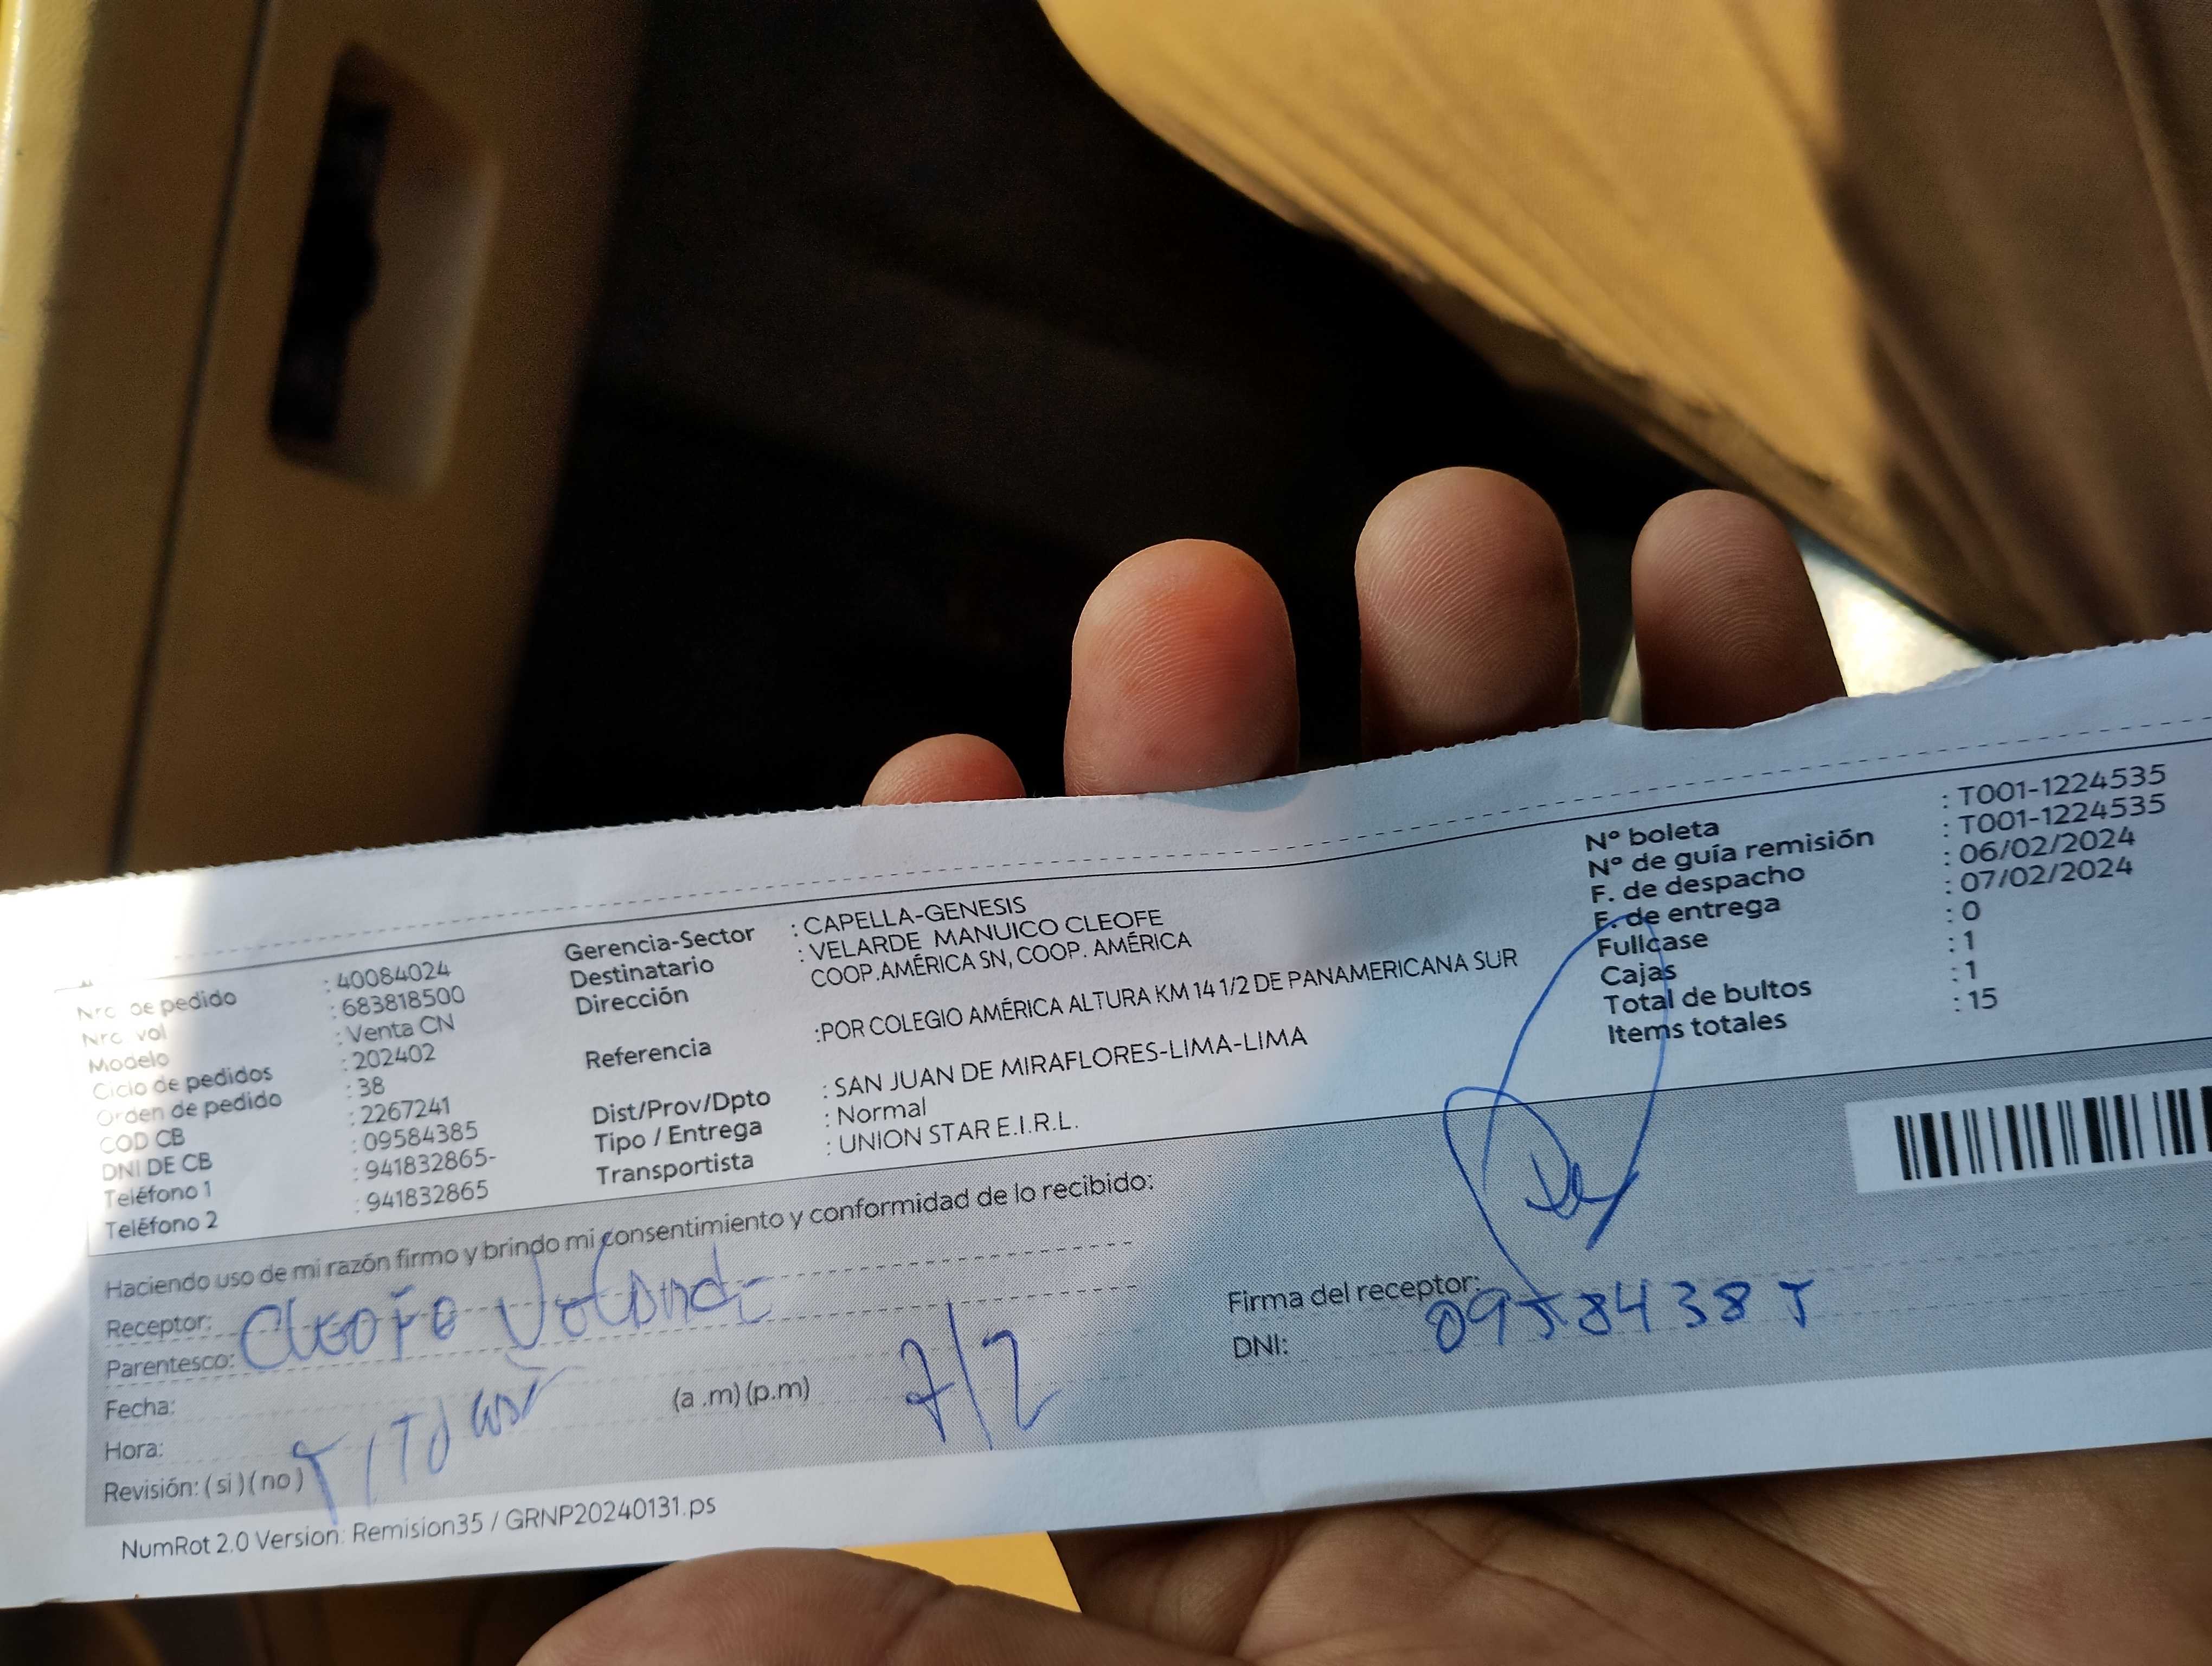 Nro de pedido : 40084024
Nro vol : 683818500
Modelo : Venta CN
Ciclo de pedidos : 202402
Orden de pedido : 38
COD CB : 2267241
DNI DE CB : 09584385
Teléfono 1 : 941832865-
Teléfono 2 : 941832865
Gerencia-Sector : CAPELLA-GENESIS
Destinatario : VELARDE MANUICO CLEOFE
Dirección COOP.AMÉRICA SN, COOP. AMÉRICA
Referencia :POR COLEGIO AMÉRICA ALTURA KM 14 1/2 DE PANAMERICANA SUR
Dist/Prov/Dpto : SAN JUAN DE MIRAFLORES-LIMA-LIMA
Tipo / Entrega : Normal
Transportista : UNION STAR E.I.R.L.
Nº boleta : T001-1224535
Nº de guía remisión : T001-1224535
F. de despacho : 06/02/2024
F. de entrega : 07/02/2024
Fullcase : 0
Cajas : 1
Total de bultos : 1
Items totales : 15
Haciendo uso de mi razón firmo y brindo mi consentimiento y conformidad de lo recibido:
Receptor: Cleofe
Parentesco:
Fecha: 7/2
Hora: (a .m) (p.m)
Revisión: ( si ) ( no )
Firma del receptor:
DNI: 09584385
NumRot 2.0 Version: Remision35 / GRNP20240131.ps